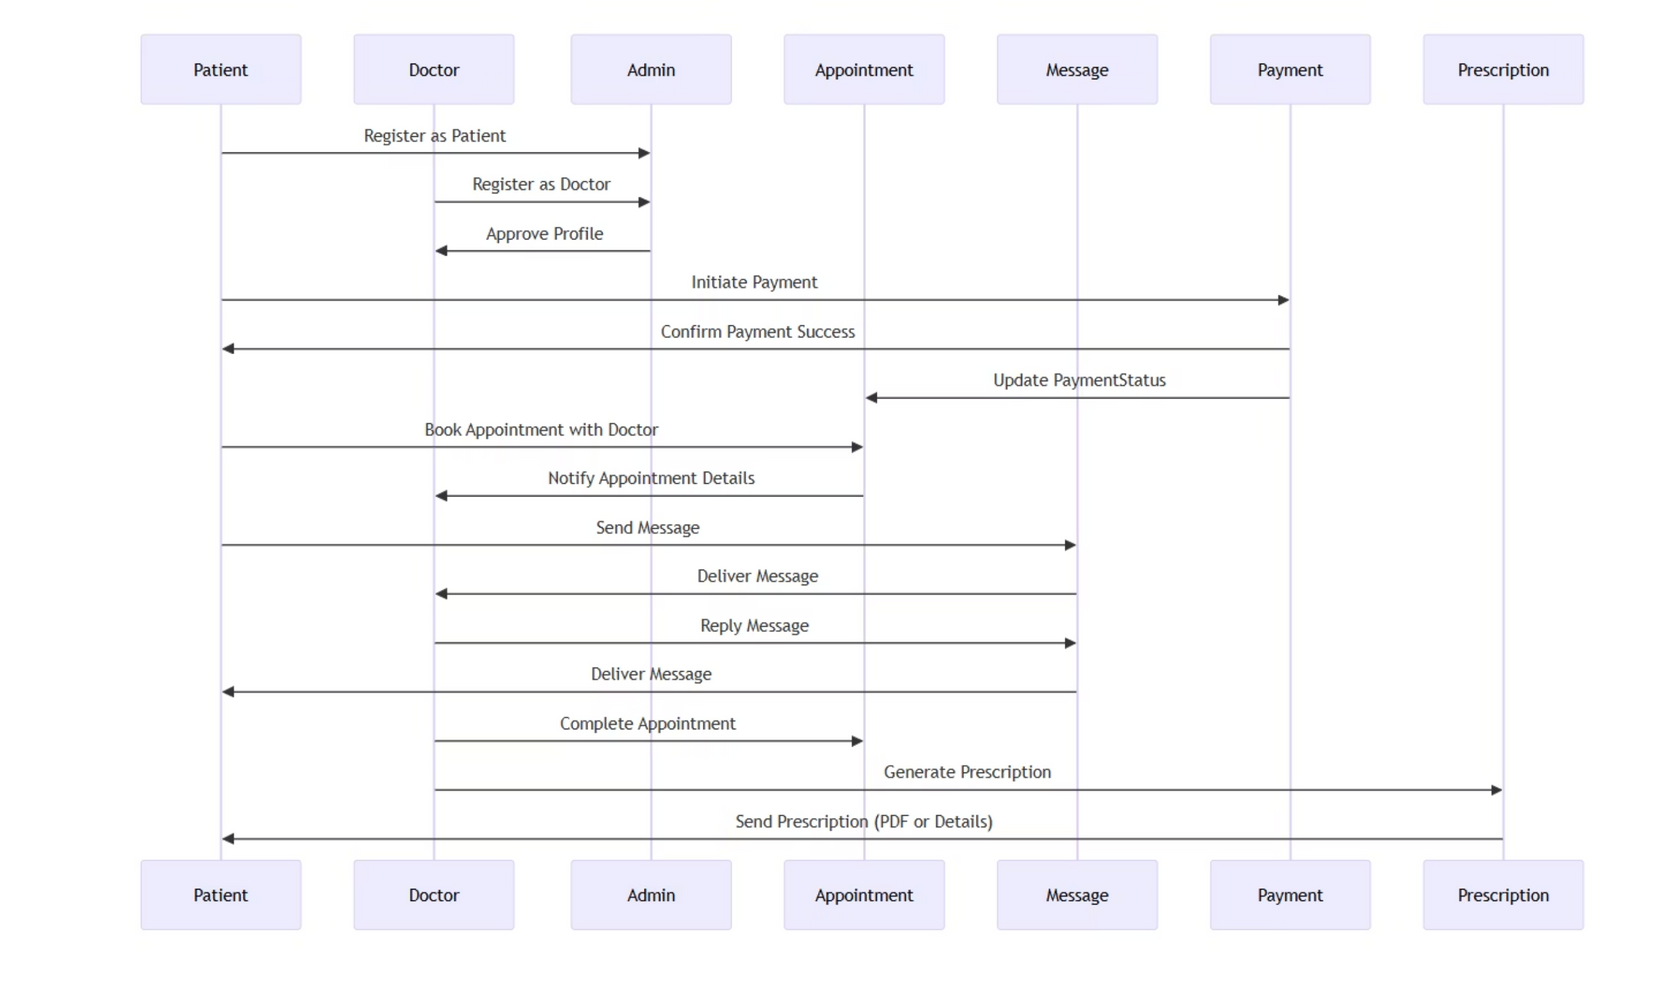 Patient
Doctor
Admin
Appointment
Message
Payment
Prescription
Register as Patient
Register as Doctor
Approve Profile
Initiate Payment
Confirm Payment Success
Update PaymentStatus
Book Appointment with Doctor
Notify Appointment Details
Send Message
Deliver Message
Reply Message
Deliver Message
Complete Appointment
Generate Prescription
Send Prescription (PDF or Details)
Patient
Doctor
Admin
Appointment
Message
Payment
Prescription